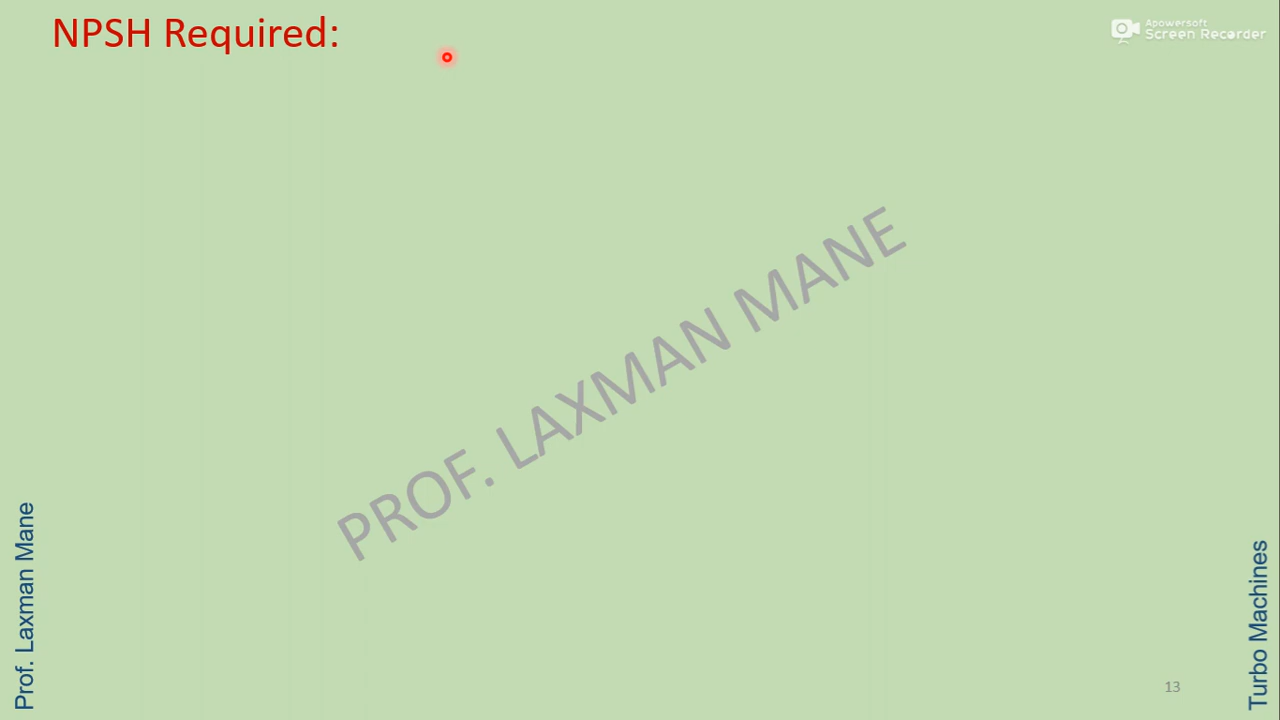 NPSH Required:
Apowersoft
Screen Recorder
PROF. LAXMAN MANE
Prof. Laxman Mane
Turbo Machines
13